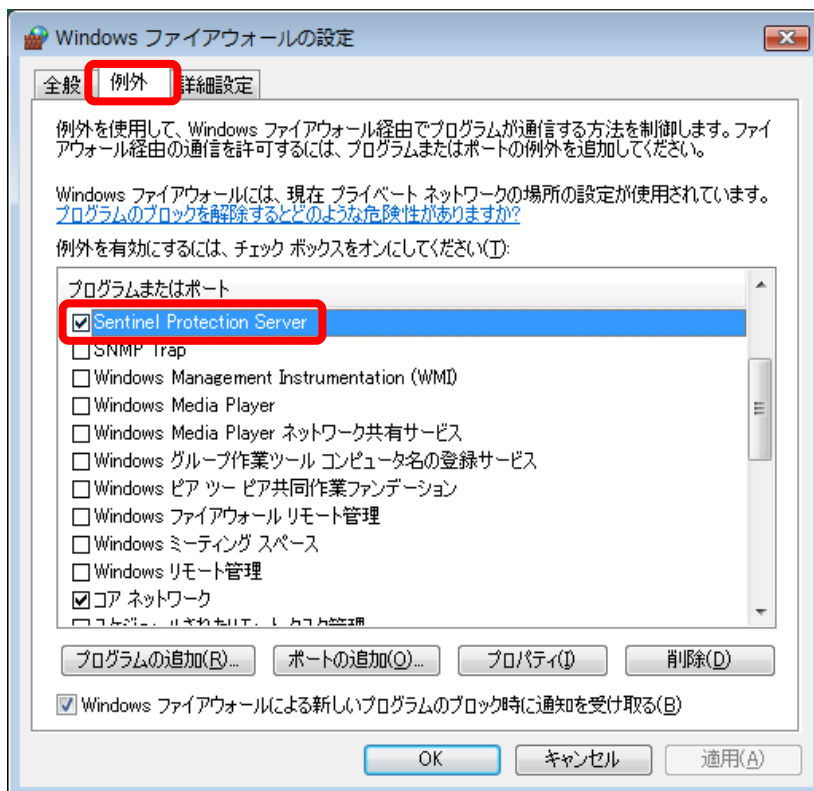 Windows ファイアウォールの設定
全般
例外
詳細設定
例外を使用して、Windows ファイアウォール経由でプログラムが通信する方法を制御します。ファイ
アウォール経由の通信を許可するには、プログラムまたはポートの例外を追加してください。
Windows ファイアウォールには、現在 プライベート ネットワークの場所の設定が使用されています。
プログラムのブロックを解除するとどのような危険性がありますか?
例外を有効にするには、チェック ボックスをオンにしてください(T):
プログラムまたはポート
Sentinel Protection Server
SNMP Trap
Windows Management Instrumentation (WMI)
Windows Media Player
Windows Media Player ネットワーク共有サービス
Windows グループ作業ツール コンピュータ名の登録サービス
Windows ピア ツー ピア共同作業ファンデーション
Windows ファイアウォール リモート管理
Windows ミーティング スペース
Windows リモート管理
コア ネットワーク
スケジュールされたリモート タスク管理
プログラムの追加(R)...
ポートの追加(O)...
プロパティ(I)
削除(D)
Windows ファイアウォールによる新しいプログラムのブロック時に通知を受け取る(B)
OK
キャンセル
適用(A)